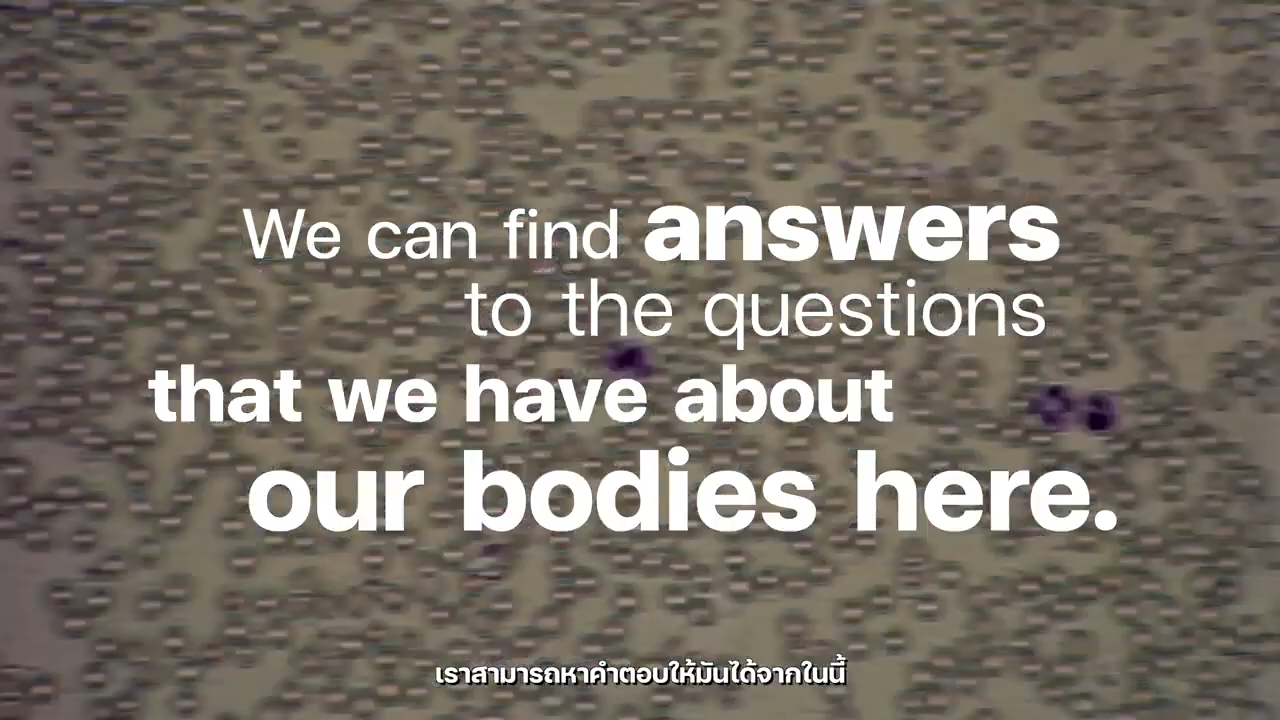 We can find answers
to the questions
that we have about
our bodies here.
เราสามารถหาคำตอบให้มันได้จากในนี้